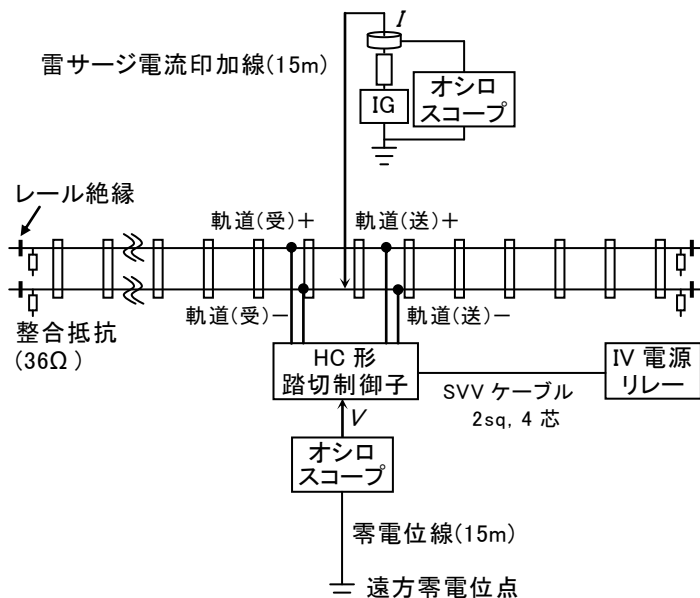 I
雷サージ電流印加線(15m)
オシロ
スコープ
IG
レール絶縁
軌道(受)+
軌道(送)+
整合抵抗
(36Ω)
軌道(受)−
軌道(送)−
HC 形
踏切制御子
SVV ケーブル
2sq, 4 芯
IV 電源
リレー
V
オシロ
スコープ
零電位線(15m)
遠方零電位点